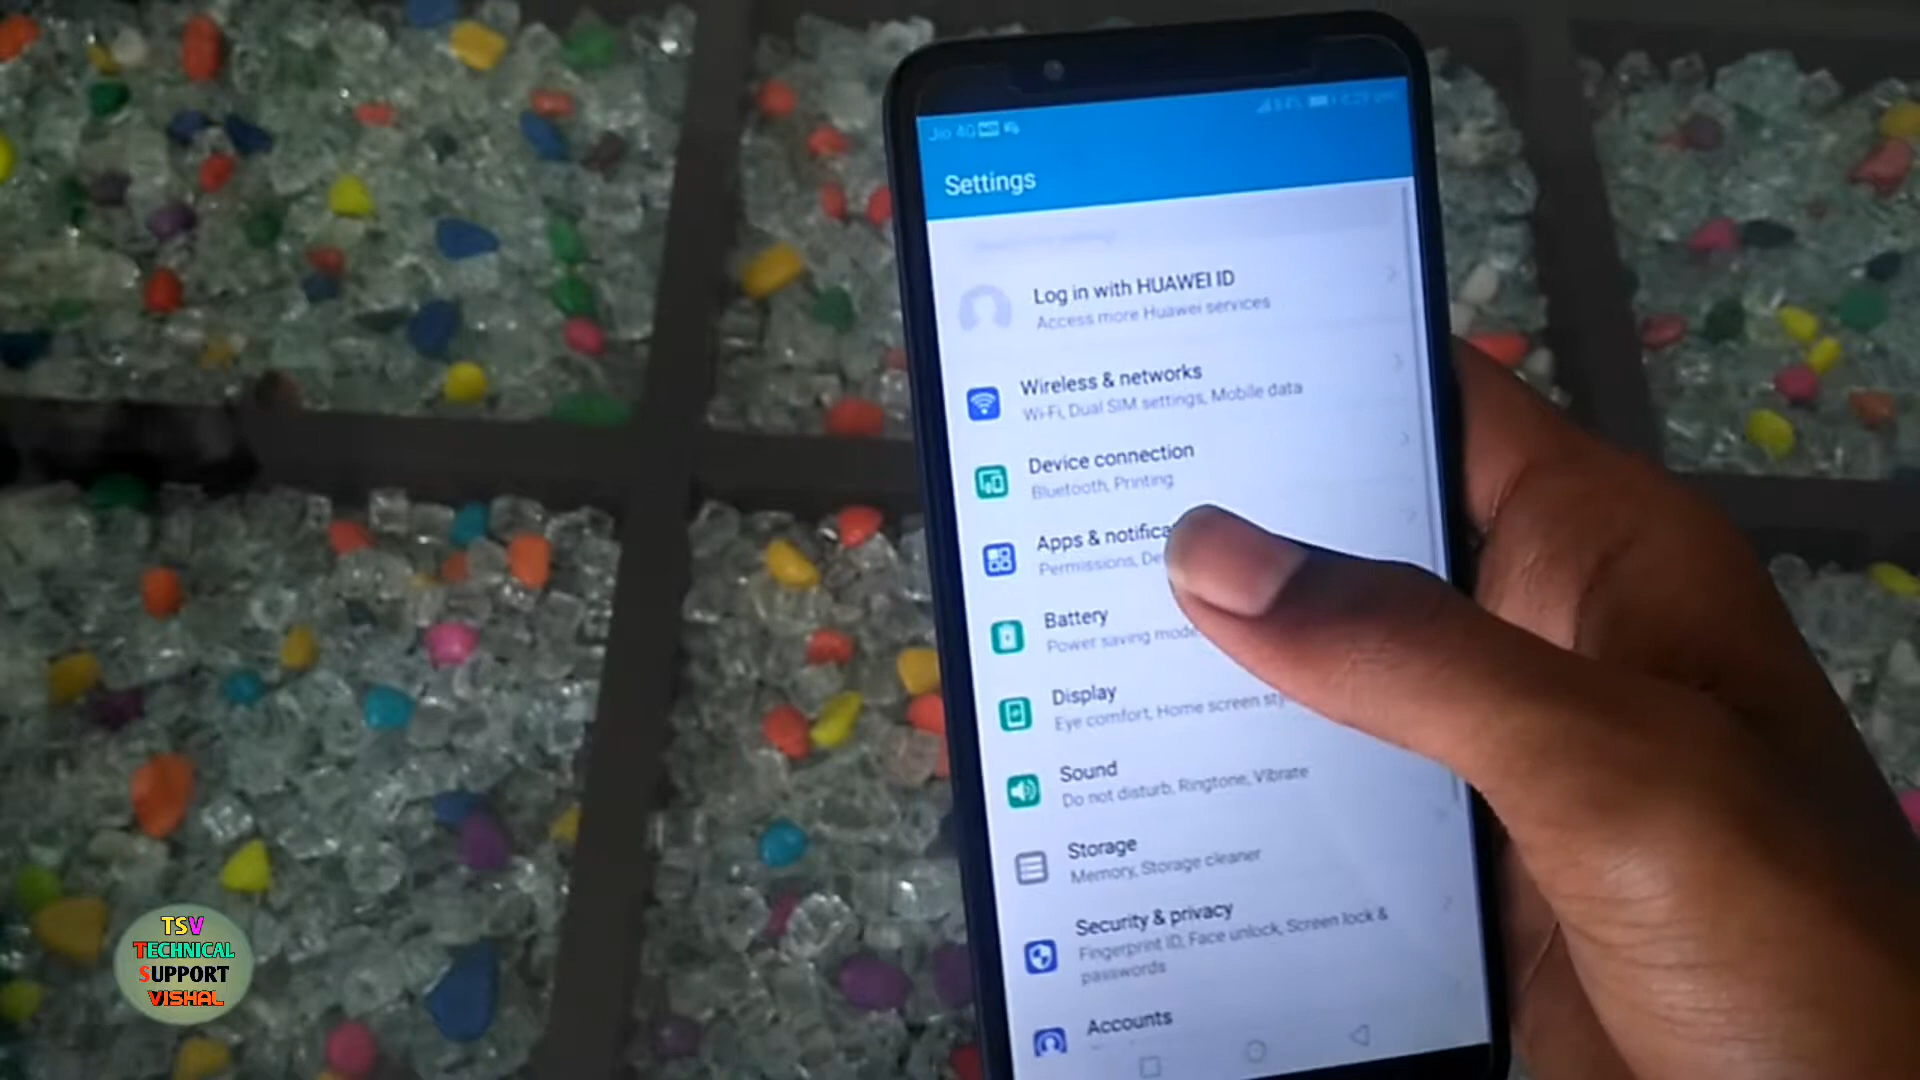 Jio 4G
Settings
Log in with HUAWEI ID
Access more Huawei services
Wireless & networks
Wi-Fi, Dual SIM settings, Mobile data
Device connection
Bluetooth, Printing
Apps & notifica
Permissions, De
Battery
Power saving mode
Display
Eye comfort, Home screen sty
Sound
Do not disturb, Ringtone, Vibrate
Storage
Memory, Storage cleaner
Security & privacy
Fingerprint ID, Face unlock, Screen lock &
passwords
Accounts
TSV
TECHNICAL
SUPPORT
VISHAL